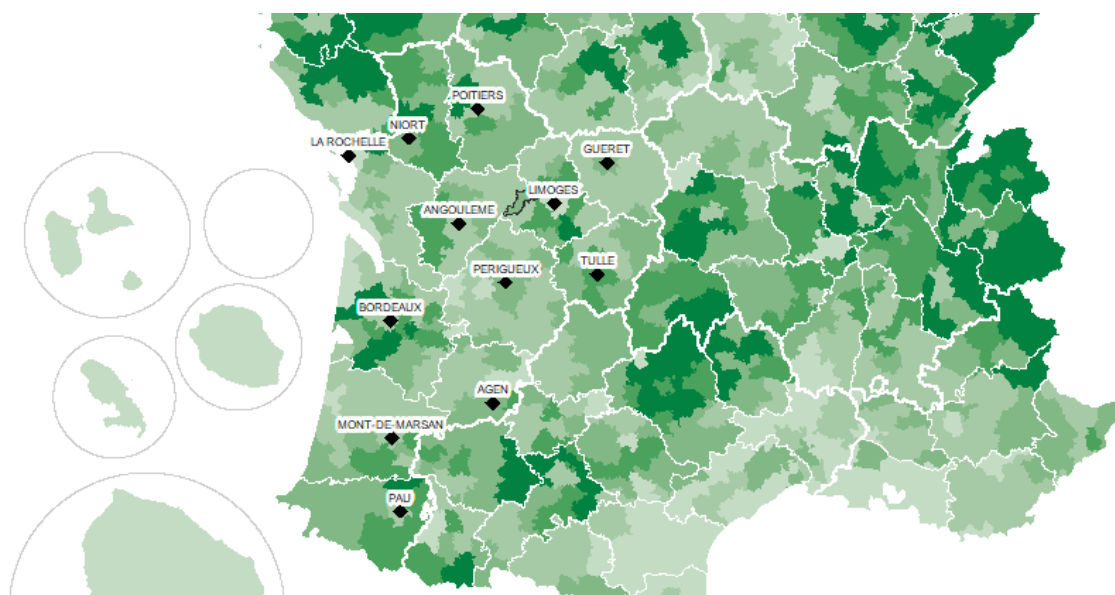 POITIERS
NIORT
LA ROCHELLE
GUERET
LIMOGES
ANGOULEME
TULLE
PERIGUEUX
BORDEAUX
AGEN
MONT-DE-MARSAN
PAU